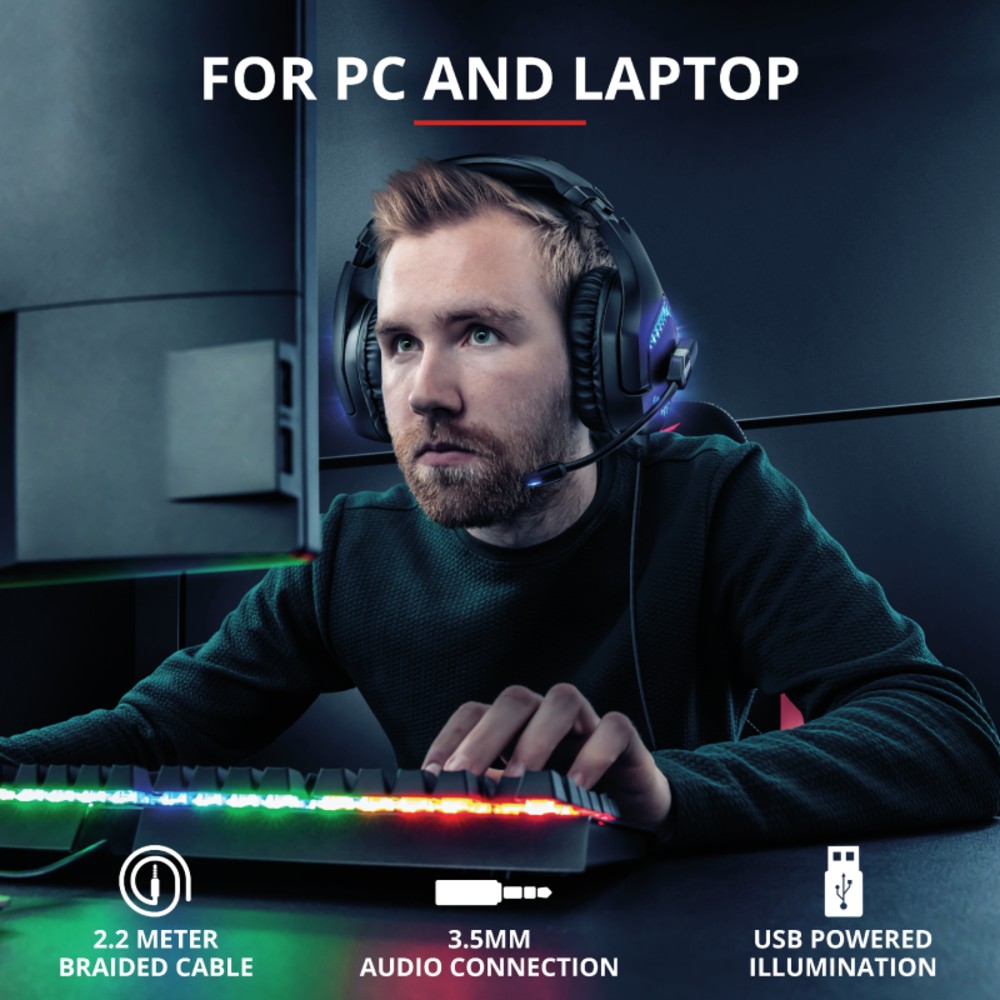 FOR PC AND LAPTOP
2.2 METER
BRAIDED CABLE
3.5MM
AUDIO CONNECTION
USB POWERED
ILLUMINATION